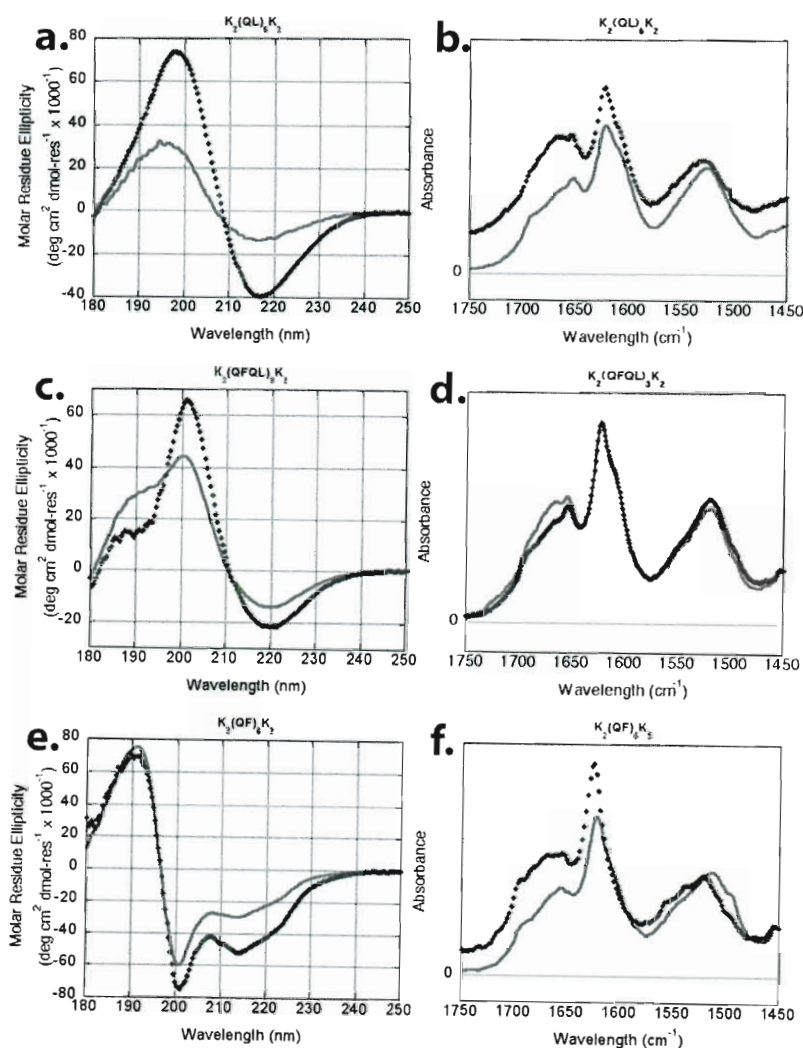 a.
K₂(QL)₆K₂
Molar Residue Ellipticity
(deg cm² dmol-res⁻¹ x 1000⁻¹)
80
60
40
20
0
-20
-40
180 190 200 210 220 230 240 250
Wavelength (nm)
b.
K₂(QL)₆K₂
Absorbance
0
1750 1700 1650 1600 1550 1500 1450
Wavelength (cm⁻¹)
c.
K₂(QFQL)₃K₂
Molar Residue Ellipticity
(deg cm² dmol-res⁻¹ x 1000⁻¹)
60
40
20
0
-20
180 190 200 210 220 230 240 250
Wavelength (nm)
d.
K₂(QFQL)₃K₂
Absorbance
0
1750 1700 1650 1600 1550 1500 1450
Wavelength (cm⁻¹)
e.
K₂(QF)₆K₂
Molar Residue Ellipticity
(deg cm² dmol-res⁻¹ x 1000⁻¹)
80
60
40
20
0
-20
-40
-60
-80
180 190 200 210 220 230 240 250
Wavelength (nm)
f.
K₂(QF)₆K₂
Absorbance
0
1750 1700 1650 1600 1550 1500 1450
Wavelength (cm⁻¹)